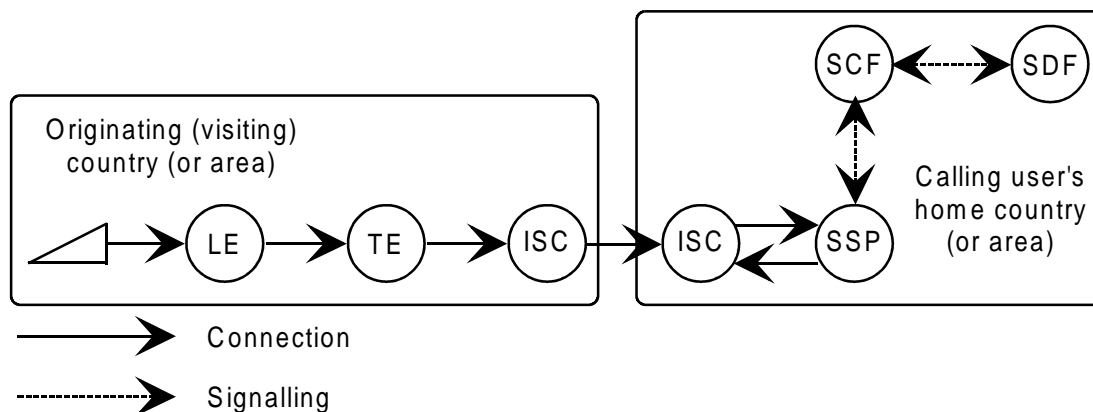 SCF
SDF
Originating (visiting)
country (or area)
Calling user's
home country
(or area)
LE
TE
ISC
ISC
SSP
Connection
Signalling